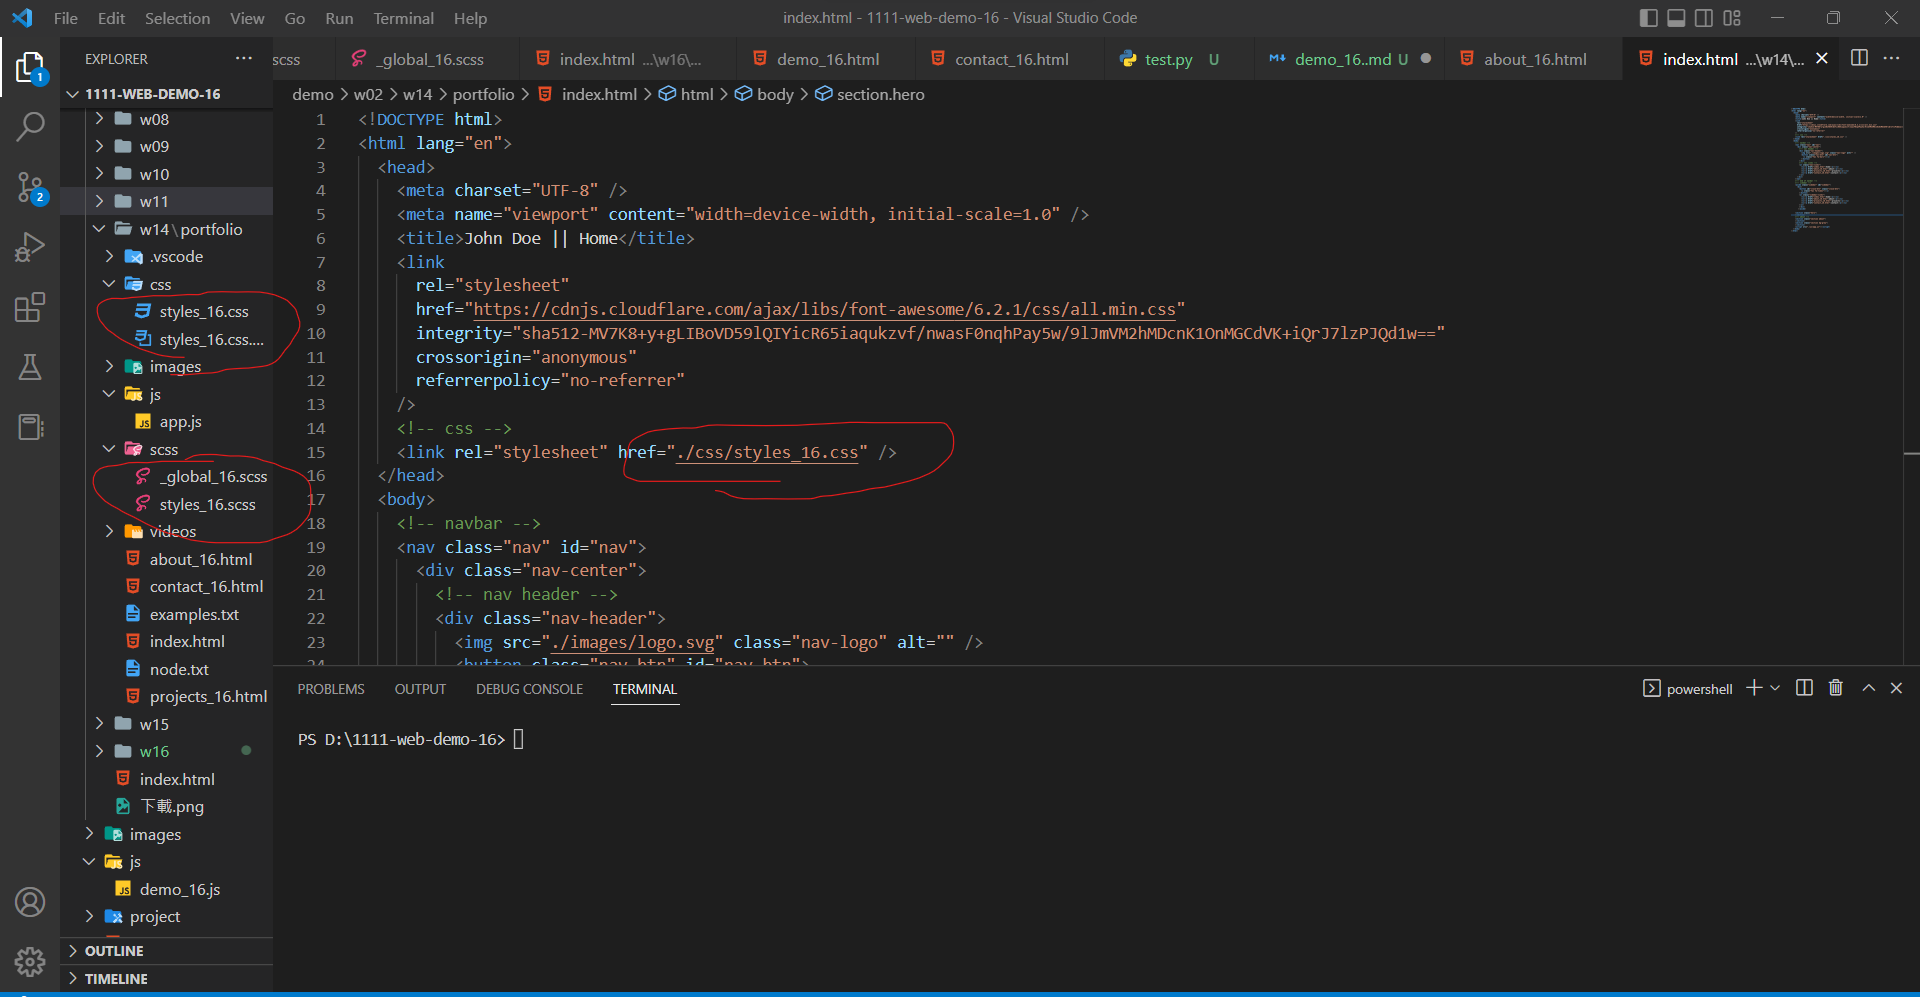 File Edit Selection View Go Run Terminal Help
index.html - 1111-web-demo-16 - Visual Studio Code
EXPLORER
scss
_global_16.scss
index.html ...\w16\...
demo_16.html
contact_16.html
test.py U
demo_16..md U
about_16.html
index.html ...\w14\...
demo > w02 > w14 > portfolio > index.html > html > body > section.hero
1
2
1111-WEB-DEMO-16
w08
w09
w10
w11
w14\portfolio
.vscode
css
styles_16.css
styles_16.css....
images
js
app.js
scss
_global_16.scss
styles_16.scss
videos
about_16.html
contact_16.html
examples.txt
index.html
node.txt
projects_16.html
w15
w16
index.html
下載.png
images
js
demo_16.js
project
OUTLINE
TIMELINE
1 <!DOCTYPE html>
2 <html lang="en">
3 <head>
4 <meta charset="UTF-8" />
5 <meta name="viewport" content="width=device-width, initial-scale=1.0" />
6 <title>John Doe || Home</title>
7 <link
8 rel="stylesheet"
9 href="https://cdnjs.cloudflare.com/ajax/libs/font-awesome/6.2.1/css/all.min.css"
10 integrity="sha512-MV7K8+y+gLIBoVD59lQIYicR65iaqukzvf/nwasF0nqhPay5w/9lJmVM2hMDcnK1OnMGCdVK+iQrJ7lzPJQd1w=="
11 crossorigin="anonymous"
12 referrerpolicy="no-referrer"
13 />
14 <!-- css -->
15 <link rel="stylesheet" href="./css/styles_16.css" />
16 </head>
17 <body>
18 <!-- navbar -->
19 <nav class="nav" id="nav">
20 <div class="nav-center">
21 <!-- nav header -->
22 <div class="nav-header">
23 <img src="./images/logo.svg" class="nav-logo" alt="" />
24 <button class="nav-btn" id="nav-btn">
PROBLEMS OUTPUT DEBUG CONSOLE TERMINAL
powershell
PS D:\1111-web-demo-16>